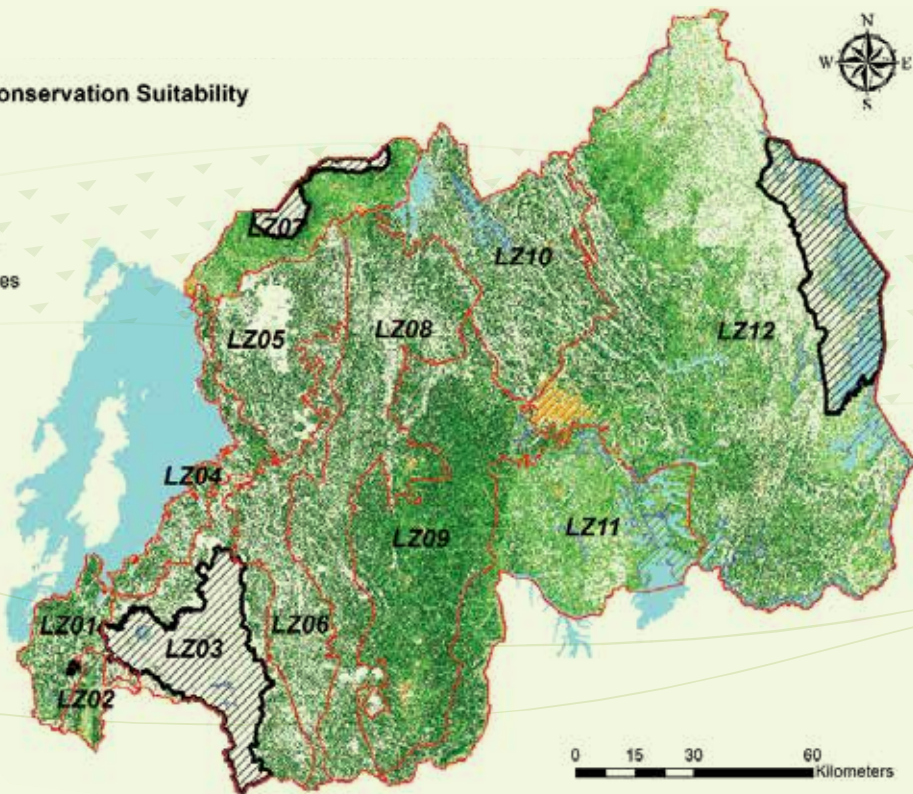 N
W E
S
onservation Suitability
es
LZ07
LZ10
LZ05
LZ08
LZ12
LZ04
LZ11
LZ09
LZ01
LZ06
LZ03
LZ02
0 15 30 60
Kilometers